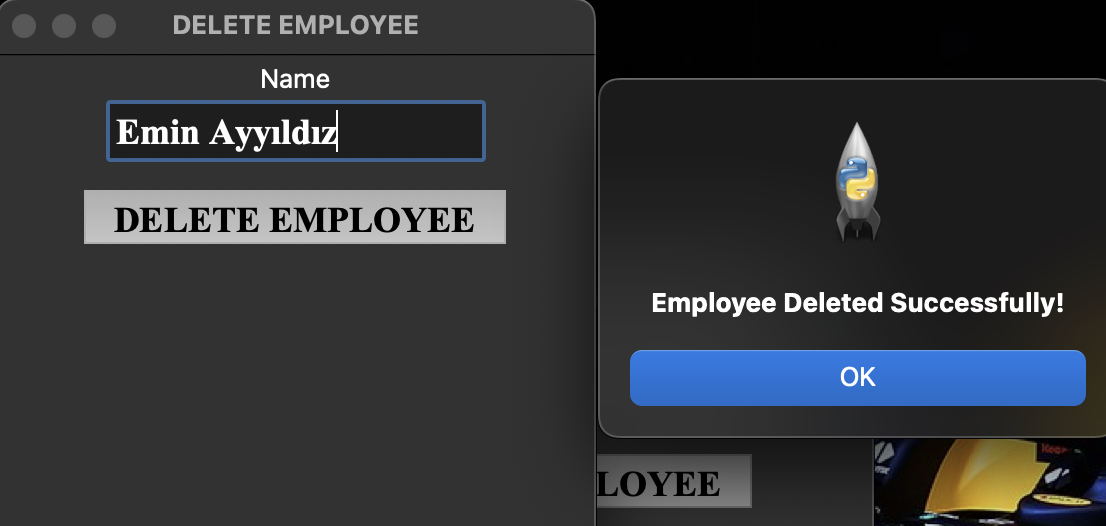 DELETE EMPLOYEE
Name
Emin Ayyıldız
DELETE EMPLOYEE
Employee Deleted Successfully!
OK
LOYEE